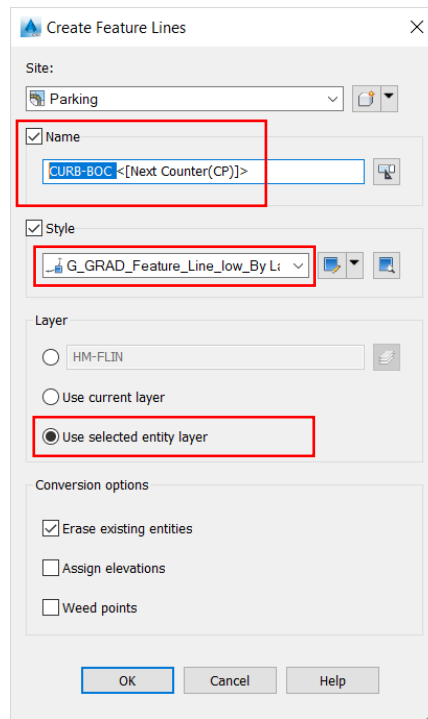 Create Feature Lines
Site:
Parking
Name
CURB-BOC <[Next Counter(CP)]>
Style
G_GRAD_Feature_Line_low_By La
Layer
HM-FLIN
Use current layer
Use selected entity layer
Conversion options
Erase existing entities
Assign elevations
Weed points
OK Cancel Help